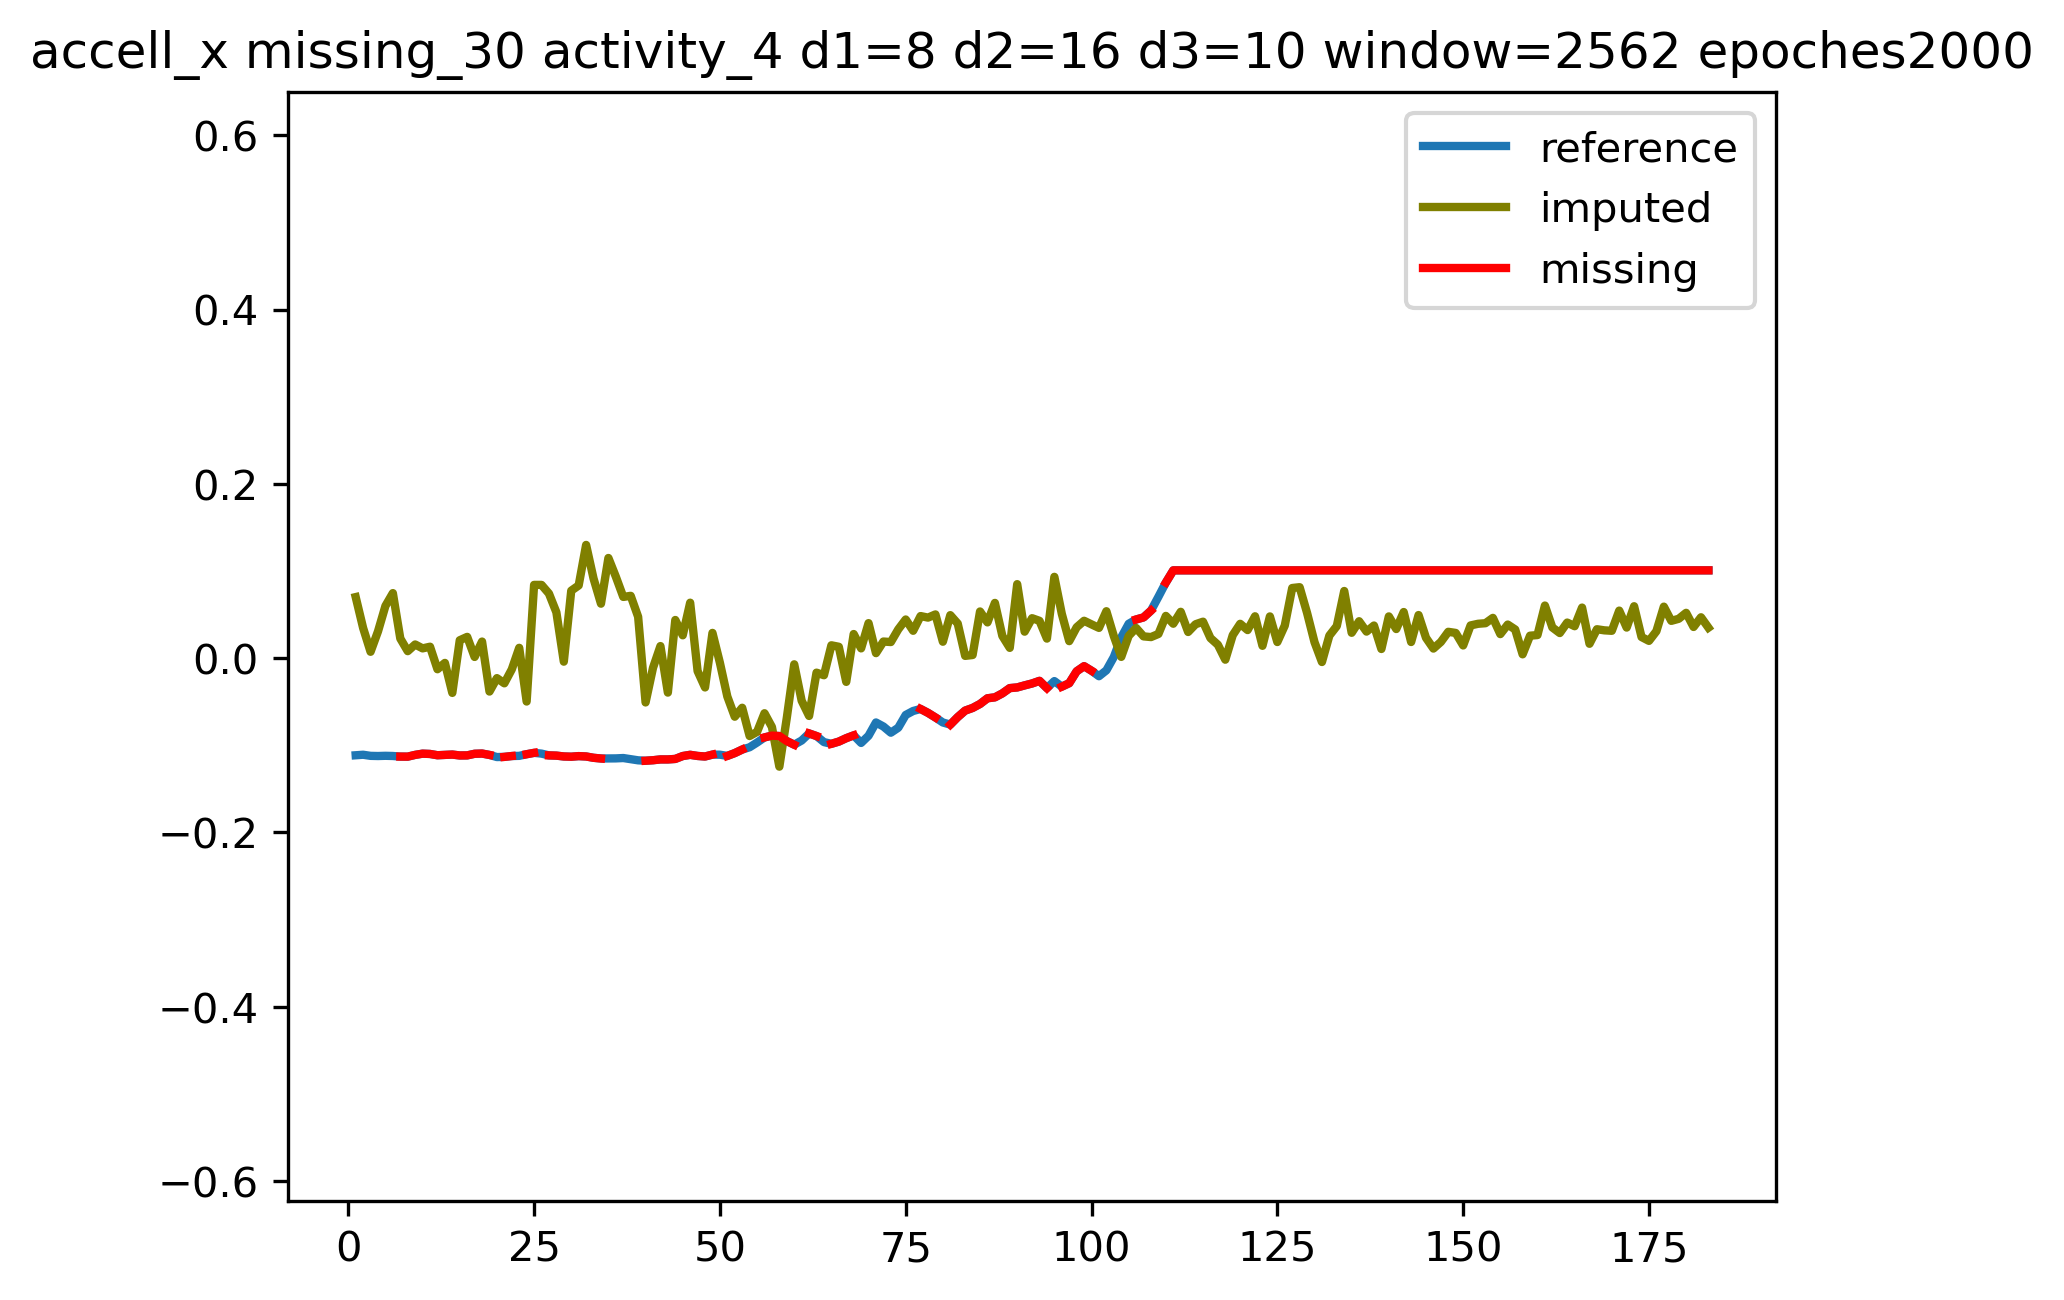 accell_x missing_30 activity_4 d1=8 d2=16 d3=10 window=2562 epoches2000
reference
imputed
missing
0.6
0.4
0.2
0.0
−0.2
−0.4
−0.6
0 25 50 75 100 125 150 175